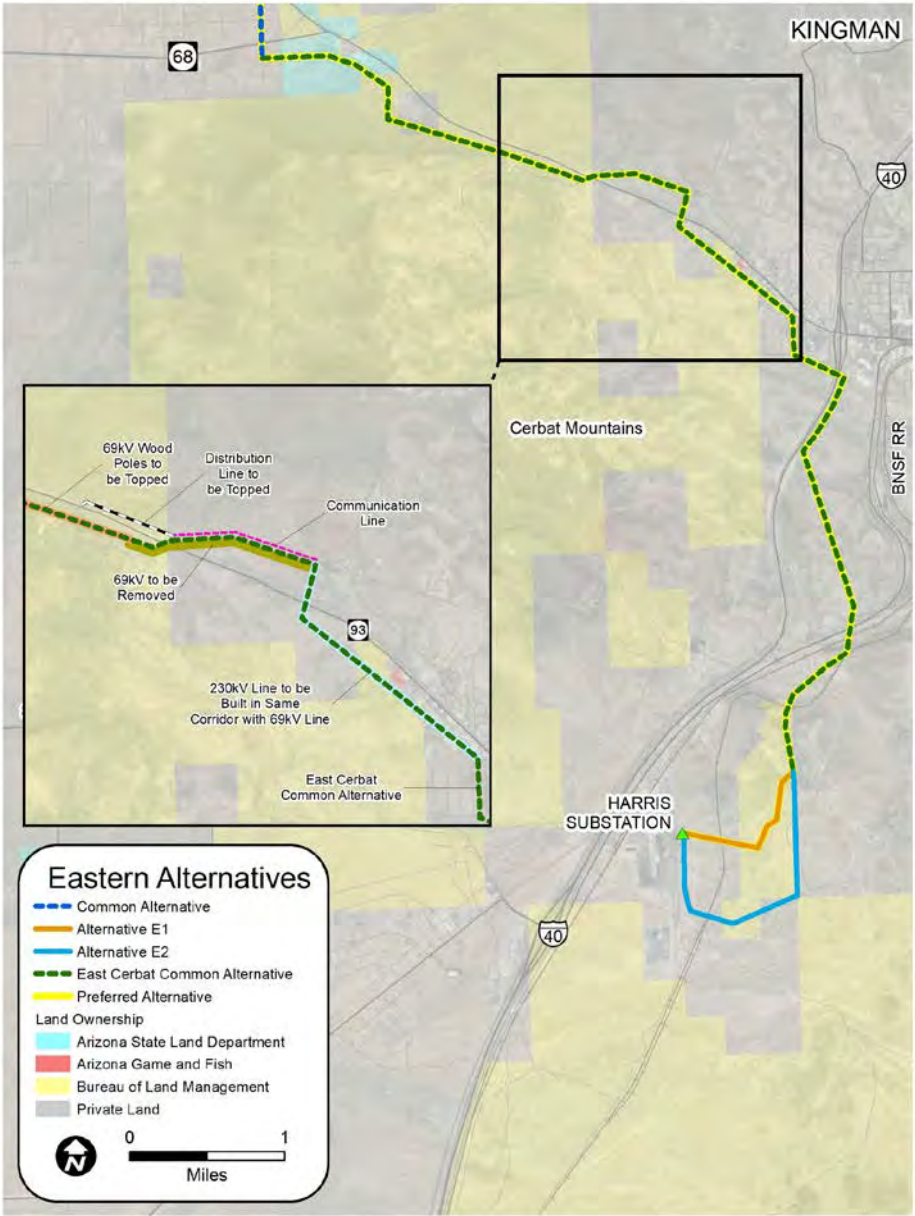 KINGMAN
68
40
Cerbat Mountains
BNSF RR
69kV Wood
Poles to
be Topped
Distribution
Line to
be Topped
Communication
Line
69kV to be
Removed
93
230kV Line to be
Built in Same
Corridor with 69kV Line
East Cerbat
Common Alternative
HARRIS
SUBSTATION
40
Eastern Alternatives
Common Alternative
Alternative E1
Alternative E2
East Cerbat Common Alternative
Preferred Alternative
Land Ownership
Arizona State Land Department
Arizona Game and Fish
Bureau of Land Management
Private Land
N
0 1
Miles